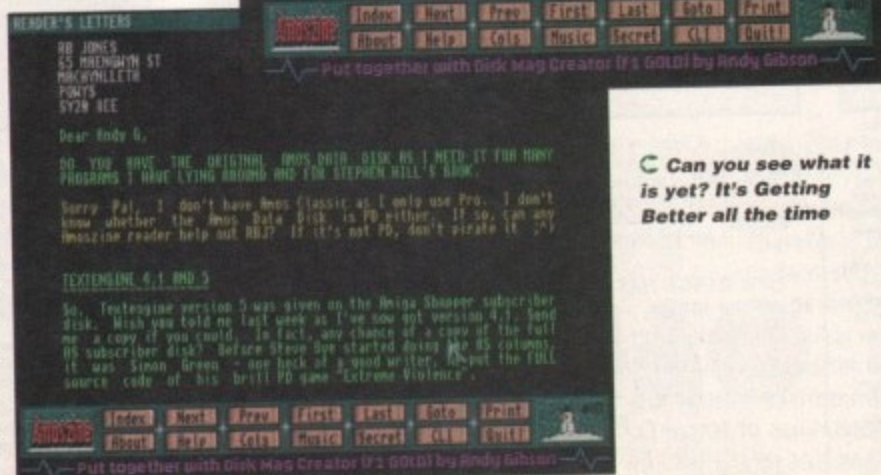 Index Next Prev First Last Goto Print
Amoszine
About Help Cols Music Secret CLI Quit!
Put together with Disk Mag Creator (F1 GOLD) by Andy Gibson
READER'S LETTERS
RB JONES
65 MAENGWYN ST
MACHYNLLETH
POWYS
SY20 8EE
Dear Andy G,
DO YOU HAVE THE ORIGINAL AMOS DATA DISK AS I NEED IT FOR MANY
PROGRAMS I HAVE LYING AROUND AND FOR STEPHEN HILL'S BOOK.
Sorry Pal, I don't have Amos Classic as I only use Pro. I don't
know whether the Amos Data Disk is PD either. If so, can any
Amoszine reader help out RBJ? If it's not PD, don't pirate it ;^)
TEXTENGINE 4.1 AND 5
So, Textengine version 5 was given on the Amiga Shopper subscriber
disk. Wish you told me last week as I've now got version 4.1. Send
me a copy if you could. In fact, any chance of a copy of the full
AS subscriber disk? Before Steve Bye started doing the AS columns,
it was Simon Green - one heck of a good writer. put the FULL
source code of his brill PD game "Extreme Violence".
Index Next Prev First Last Goto Print
Amoszine
About Help Cols Music Secret CLI Quit!
Put together with Disk Mag Creator (F1 GOLD) by Andy Gibson
Can you see what it
is yet? It's Getting
Better all the time